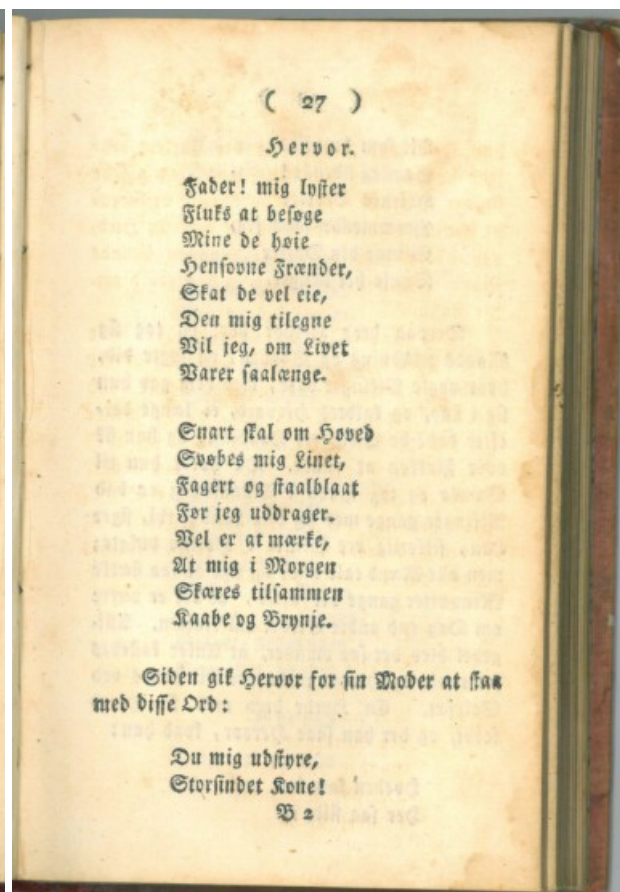 ( 27 )
Hervor.
Fader! mig lyster
Fluks at besøge
Mine de høie
Hensovne Frænder,
Skat de vel eie,
Den mig tilegne
Vil jeg, om Livet
Varer saalænge.
Snart skal om Hoved
Svøbes mig Linet,
Fagert og staalblaat
Før jeg uddrager.
Vel er at mærke,
At mig i Morgen
Skæres tilsammen
Kaabe og Brynje.
Siden gik Hervor for sin Moder at staa
med disse Ord:
Du mig udstyre,
Storsindet Kone!
B 2